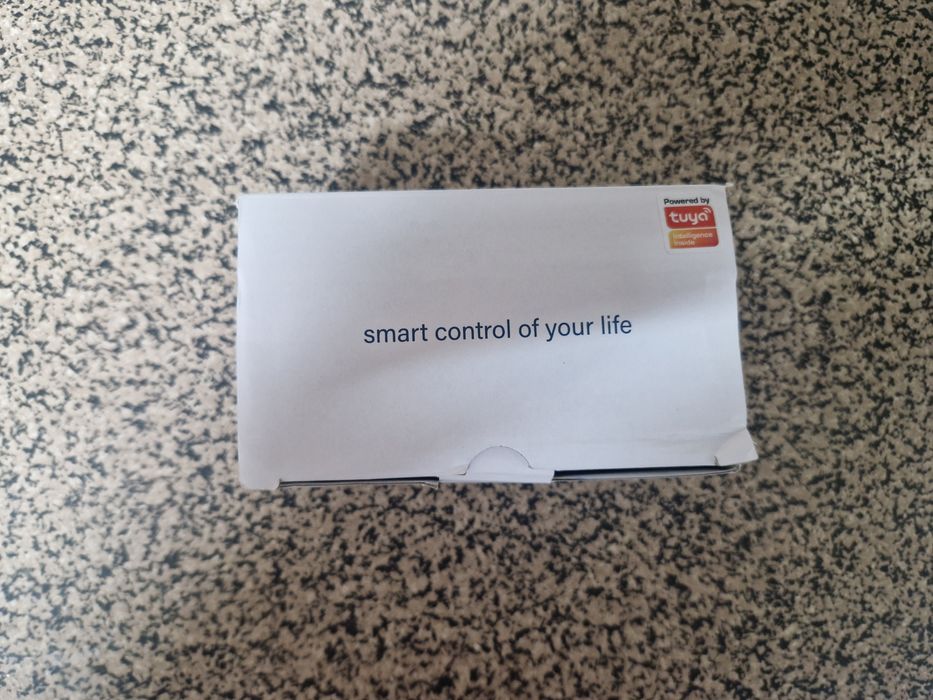 Powered by
tuya
intelligence
inside
smart control of your life